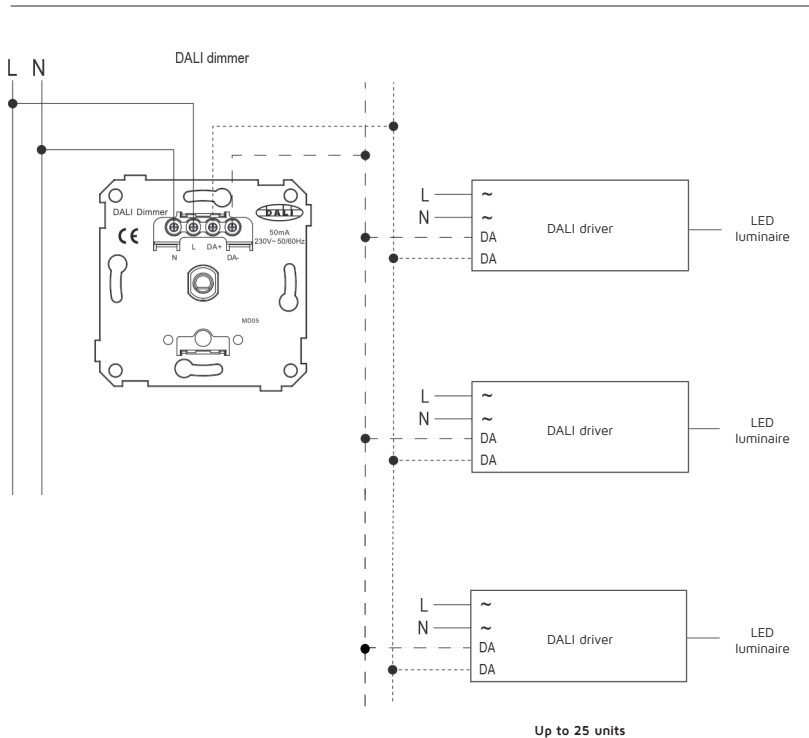 DALI dimmer
L N
DALI Dimmer
DALI
CE
50mA
230V~50/60Hz
N L DA+ DA-
MD05
L ~
N ~
DA
DA
DALI driver
LED
luminaire
L ~
N ~
DA
DA
DALI driver
LED
luminaire
L ~
N ~
DA
DA
DALI driver
LED
luminaire
Up to 25 units